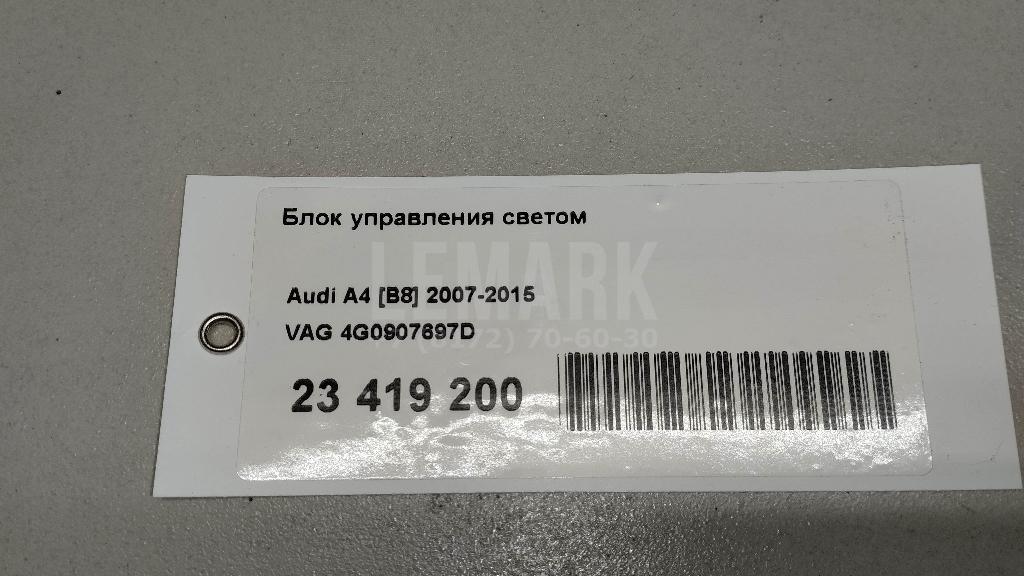 Блок управления светом
LEMARK
Audi A4 [B8] 2007-2015
VAG 4G0907697D
70-60-30
23 419 200